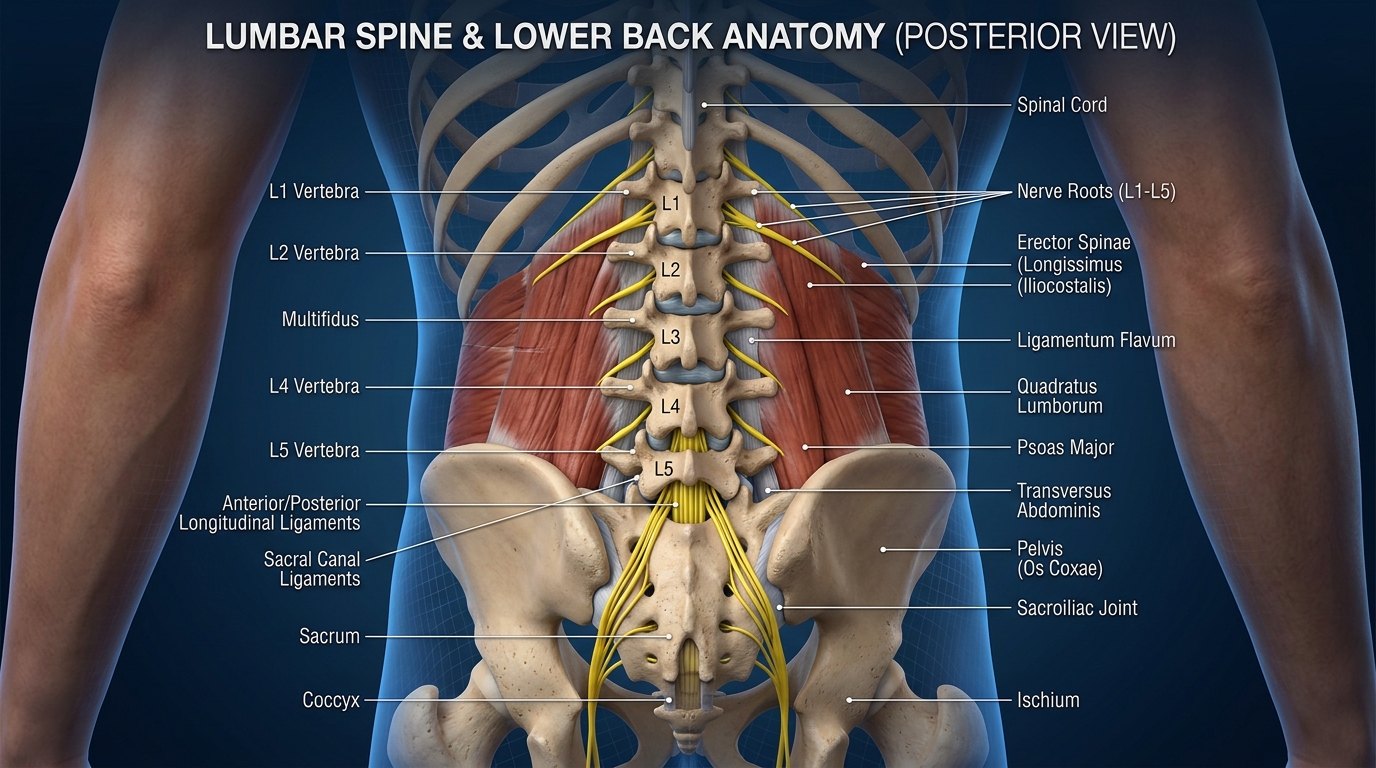 LUMBAR SPINE & LOWER BACK ANATOMY (POSTERIOR VIEW)
L1 Vertebra
L2 Vertebra
Multifidus
L4 Vertebra
L5 Vertebra
Anterior/Posterior
Longitudinal Ligaments
Sacral Canal
Ligaments
Sacrum
Coccyx
L1
L2
L3
L4
L5
Spinal Cord
Nerve Roots (L1-L5)
Erector Spinae
(Longissimus
(Iliocostalis)
Ligamentum Flavum
Quadratus
Lumborum
Psoas Major
Transversus
Abdominis
Pelvis
(Os Coxae)
Sacroiliac Joint
Ischium